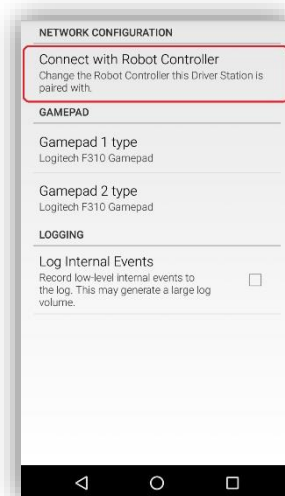 NETWORK CONFIGURATION
Connect with Robot Controller
Change the Robot Controller this Driver Station is
paired with.
GAMEPAD
Gamepad 1 type
Logitech F310 Gamepad
Gamepad 2 type
Logitech F310 Gamepad
LOGGING
Log Internal Events
Record low-level internal events to
the log. This may generate a large log
volume.